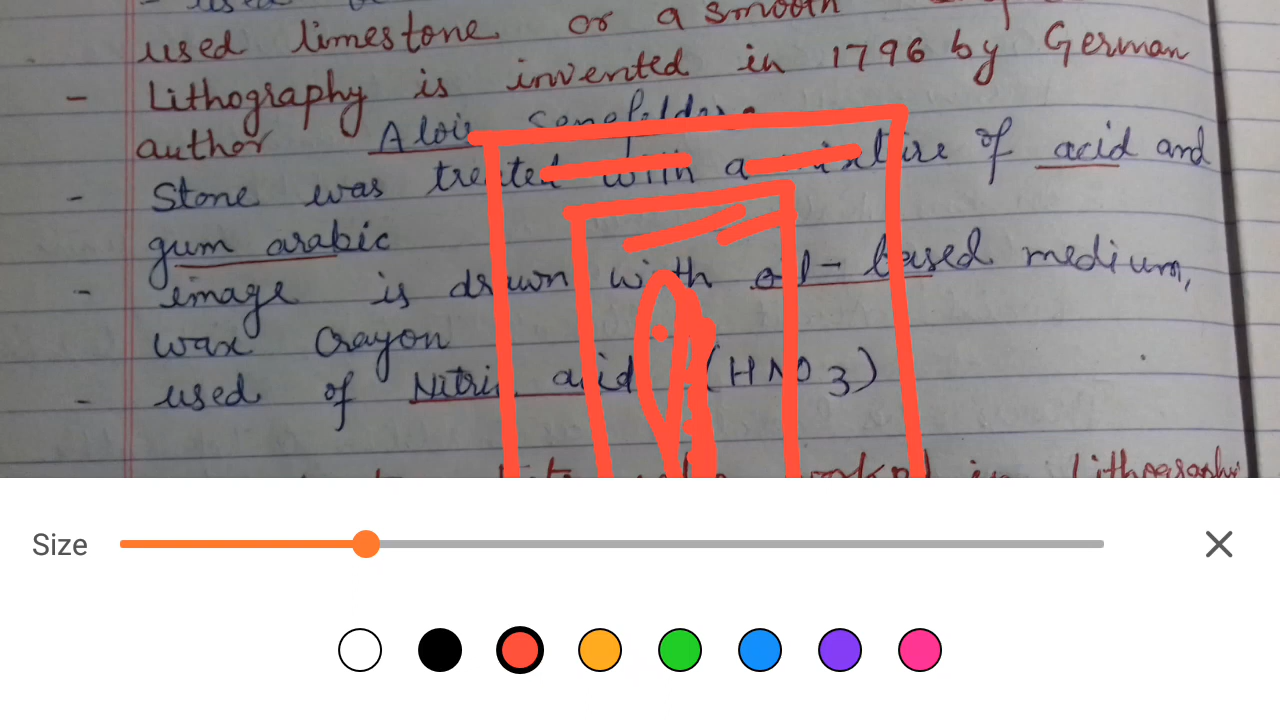 used limestone or a smooth
- Lithography is invented in 1796 by German
author Alois Senefelder.
- Stone was treated with a mixture of acid and
gum arabic
- image is drawn with oil-based medium,
wax crayon
- used of Nitric acid (HNO3)
in lithography
Size